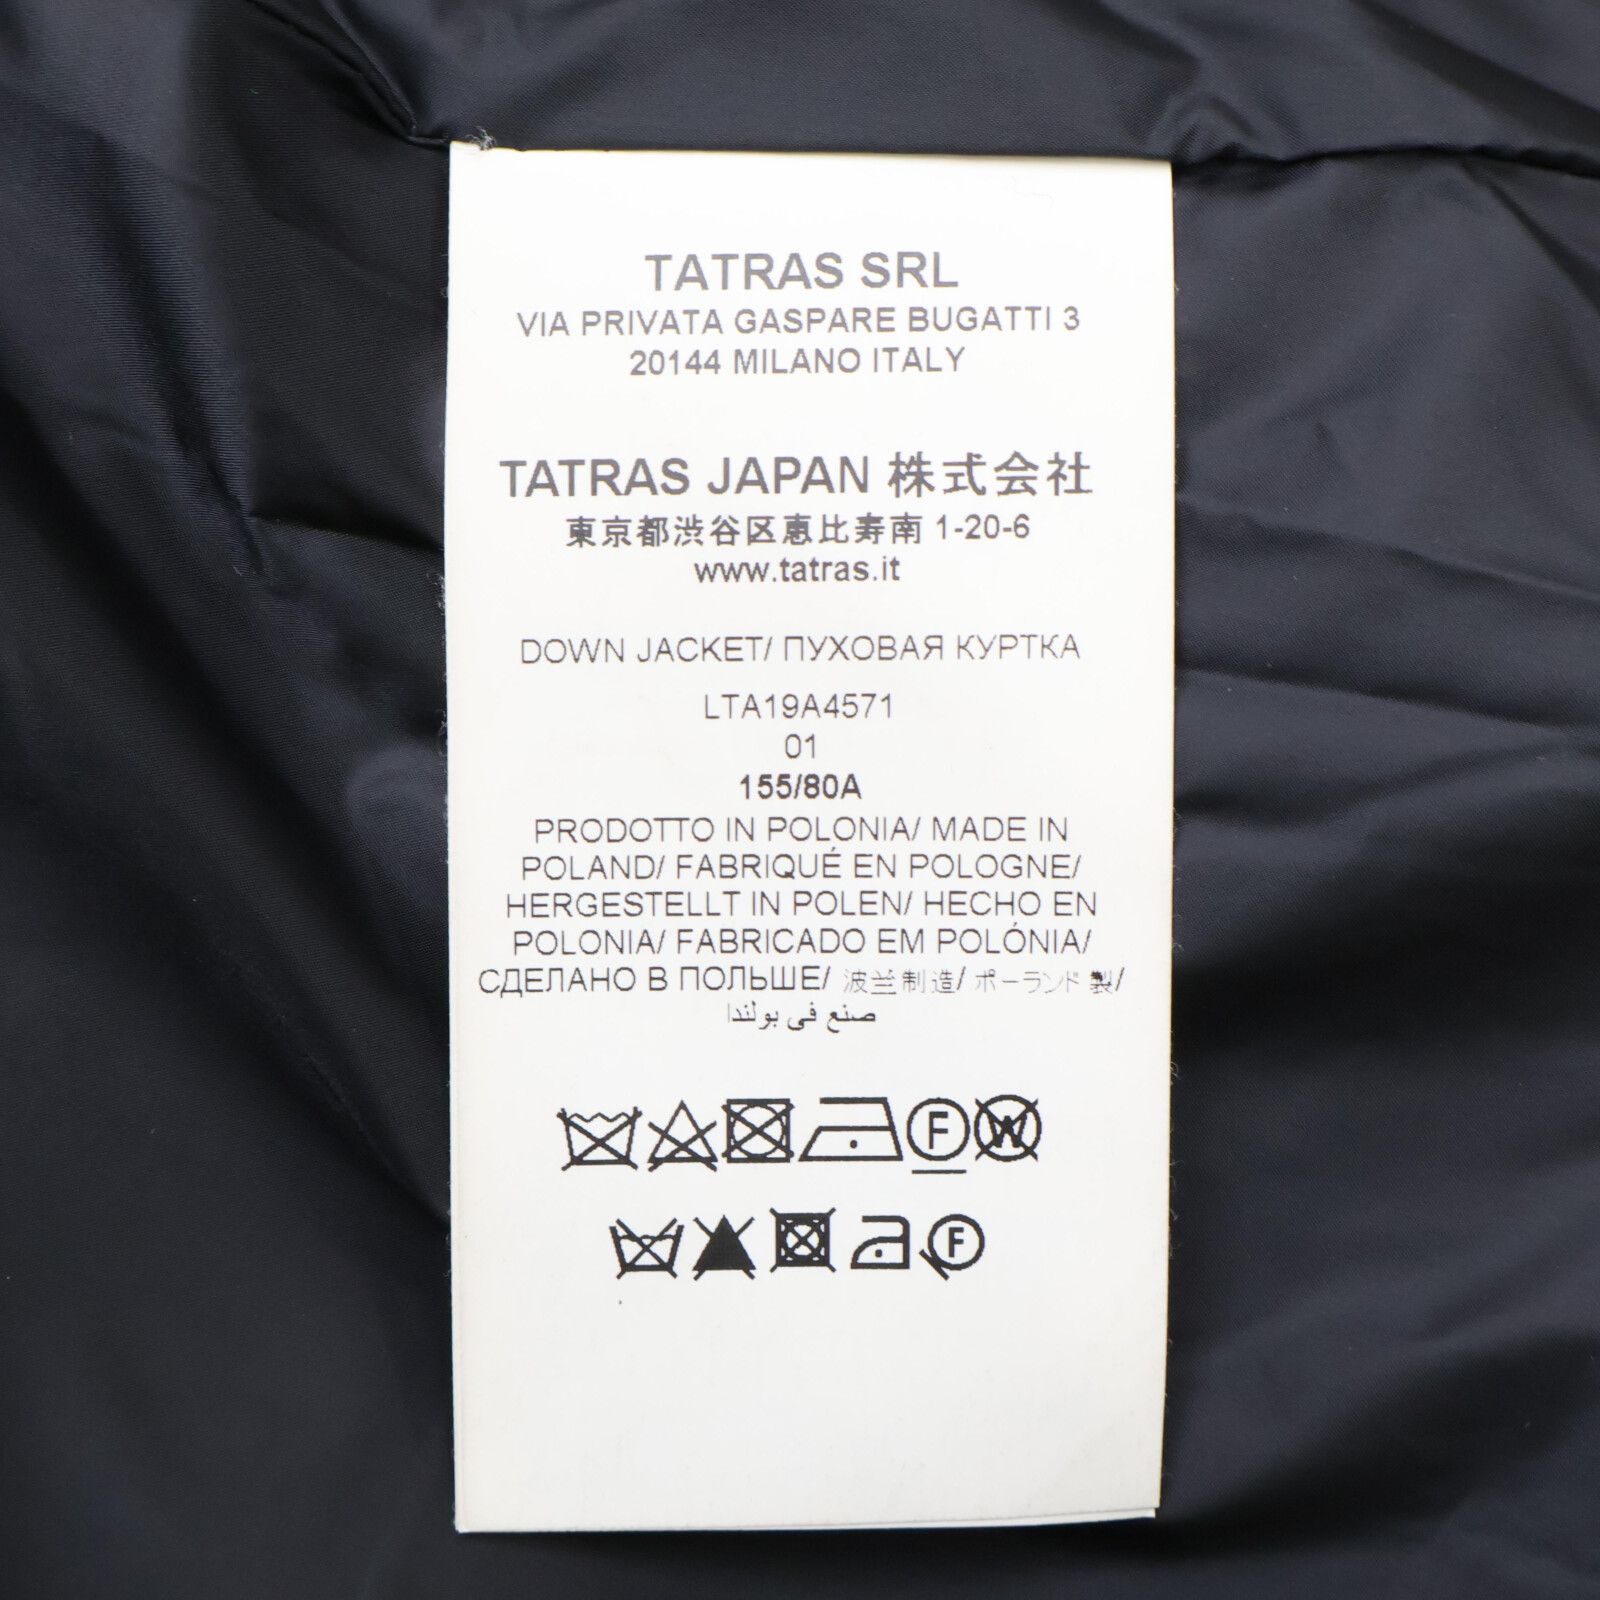 TATRAS SRL
VIA PRIVATA GASPARE BUGATTI 3
20144 MILANO ITALY
TATRAS JAPAN 株式会社
東京都渋谷区恵比寿南 1-20-6
www.tatras.it
DOWN JACKET/ ПУХОВАЯ КУРТКА
LTA19A4571
01
155/80A
PRODOTTO IN POLONIA/ MADE IN
POLAND/ FABRIQUÉ EN POLOGNE/
HERGESTELLT IN POLEN/ HECHO EN
POLONIA/ FABRICADO EM POLÓNIA/
СДЕЛАНО В ПОЛЬШЕ/ 波兰制造/ ポーランド 製/
صنع في بولندا
F W
F